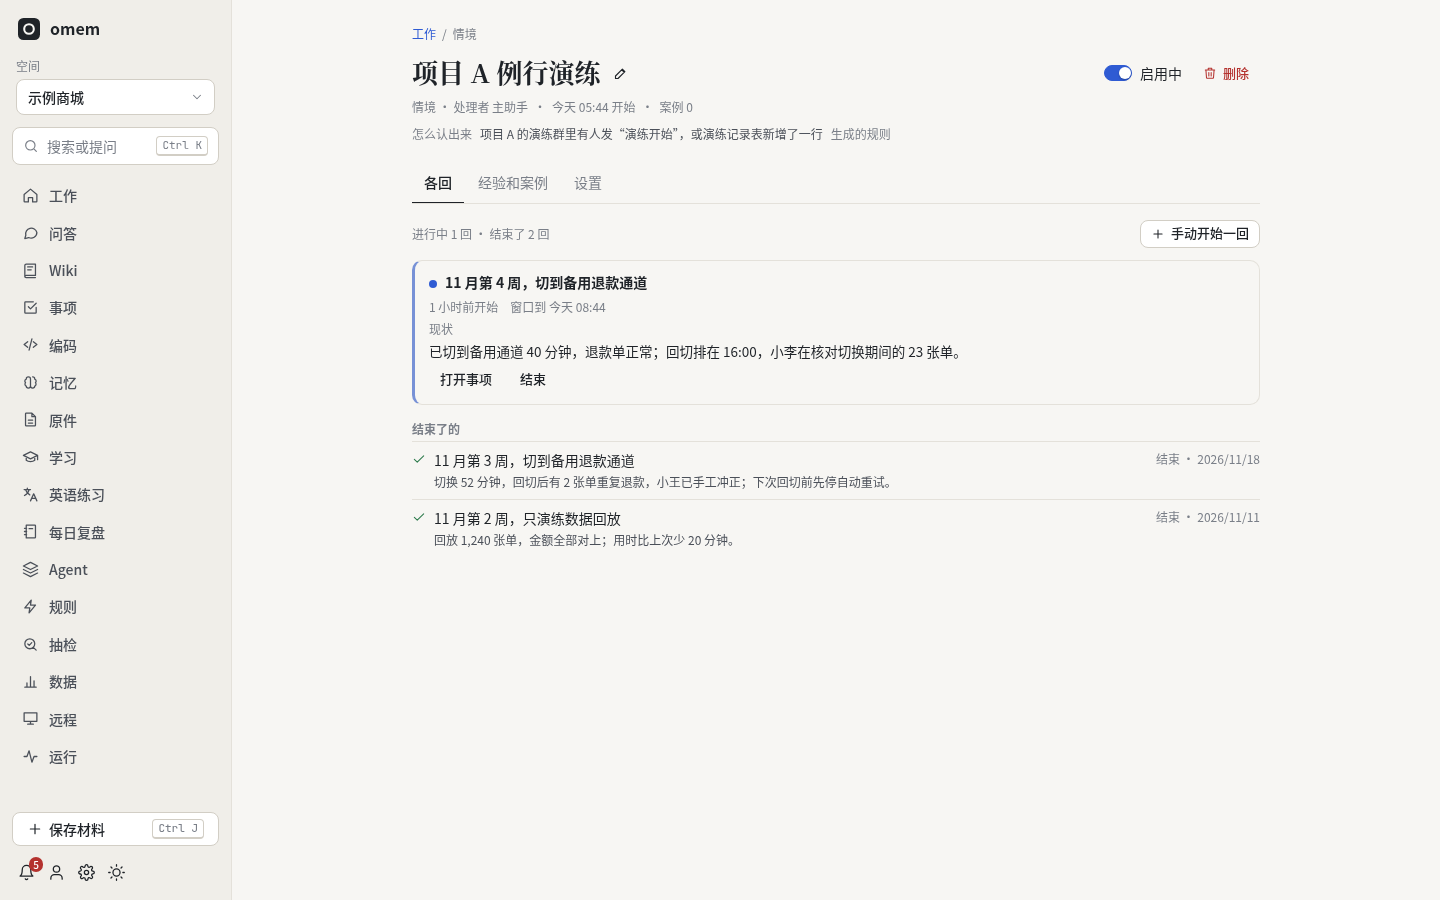 omem
空间
示例商城
搜索或提问 Ctrl K
工作
问答
Wiki
事项
编码
记忆
原件
学习
英语练习
每日复盘
Agent
规则
抽检
数据
远程
运行
保存材料 Ctrl J
5
工作 / 情境
项目 A 例行演练
启用中 删除
情境 · 处理者 主助手 · 今天 05:44 开始 · 案例 0
怎么认出来 项目 A 的演练群里有人发“演练开始”，或演练记录表新增了一行 生成的规则
各回 经验和案例 设置
进行中 1 回 · 结束了 2 回
手动开始一回
11 月第 4 周，切到备用退款通道
1 小时前开始 窗口到 今天 08:44
现状
已切到备用通道 40 分钟，退款单正常；回切排在 16:00，小李在核对切换期间的 23 张单。
打开事项 结束
结束了的
11 月第 3 周，切到备用退款通道 结束 · 2026/11/18
切换 52 分钟，回切后有 2 张单重复退款，小王已手工冲正；下次回切前先停自动重试。
11 月第 2 周，只演练数据回放 结束 · 2026/11/11
回放 1,240 张单，金额全部对上；用时比上次少 20 分钟。